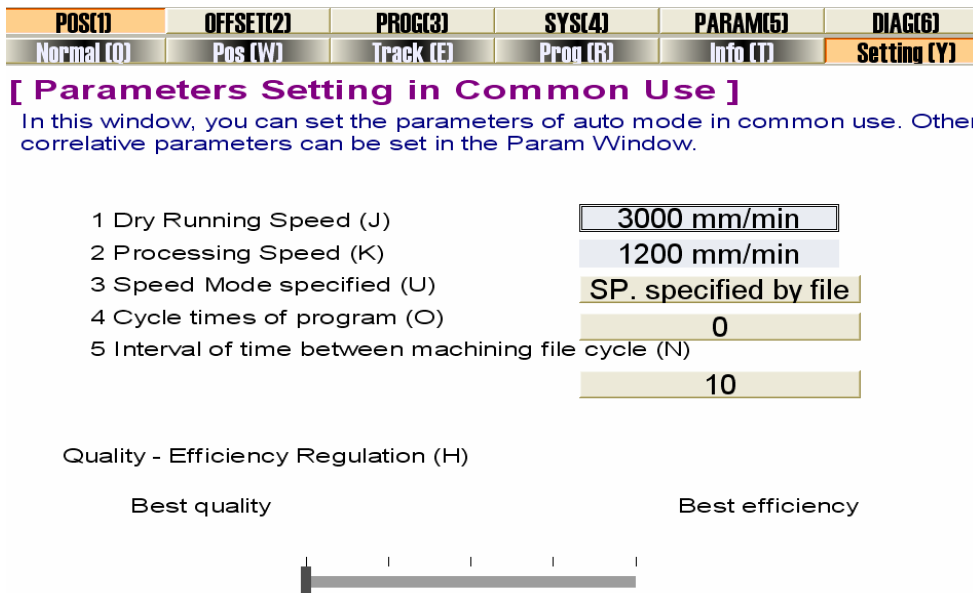 POS(1) OFFSET(2) PROG(3) SYS(4) PARAM(5) DIAG(6)
Normal (Q) Pos (W) Track (E) Prog (R) Info (T) Setting (Y)
[ Parameters Setting in Common Use ]
In this window, you can set the parameters of auto mode in common use. Other
correlative parameters can be set in the Param Window.
1 Dry Running Speed (J) 3000 mm/min
2 Processing Speed (K) 1200 mm/min
3 Speed Mode specified (U) SP. specified by file
4 Cycle times of program (O) 0
5 Interval of time between machining file cycle (N)
10
Quality - Efficiency Regulation (H)
Best quality Best efficiency